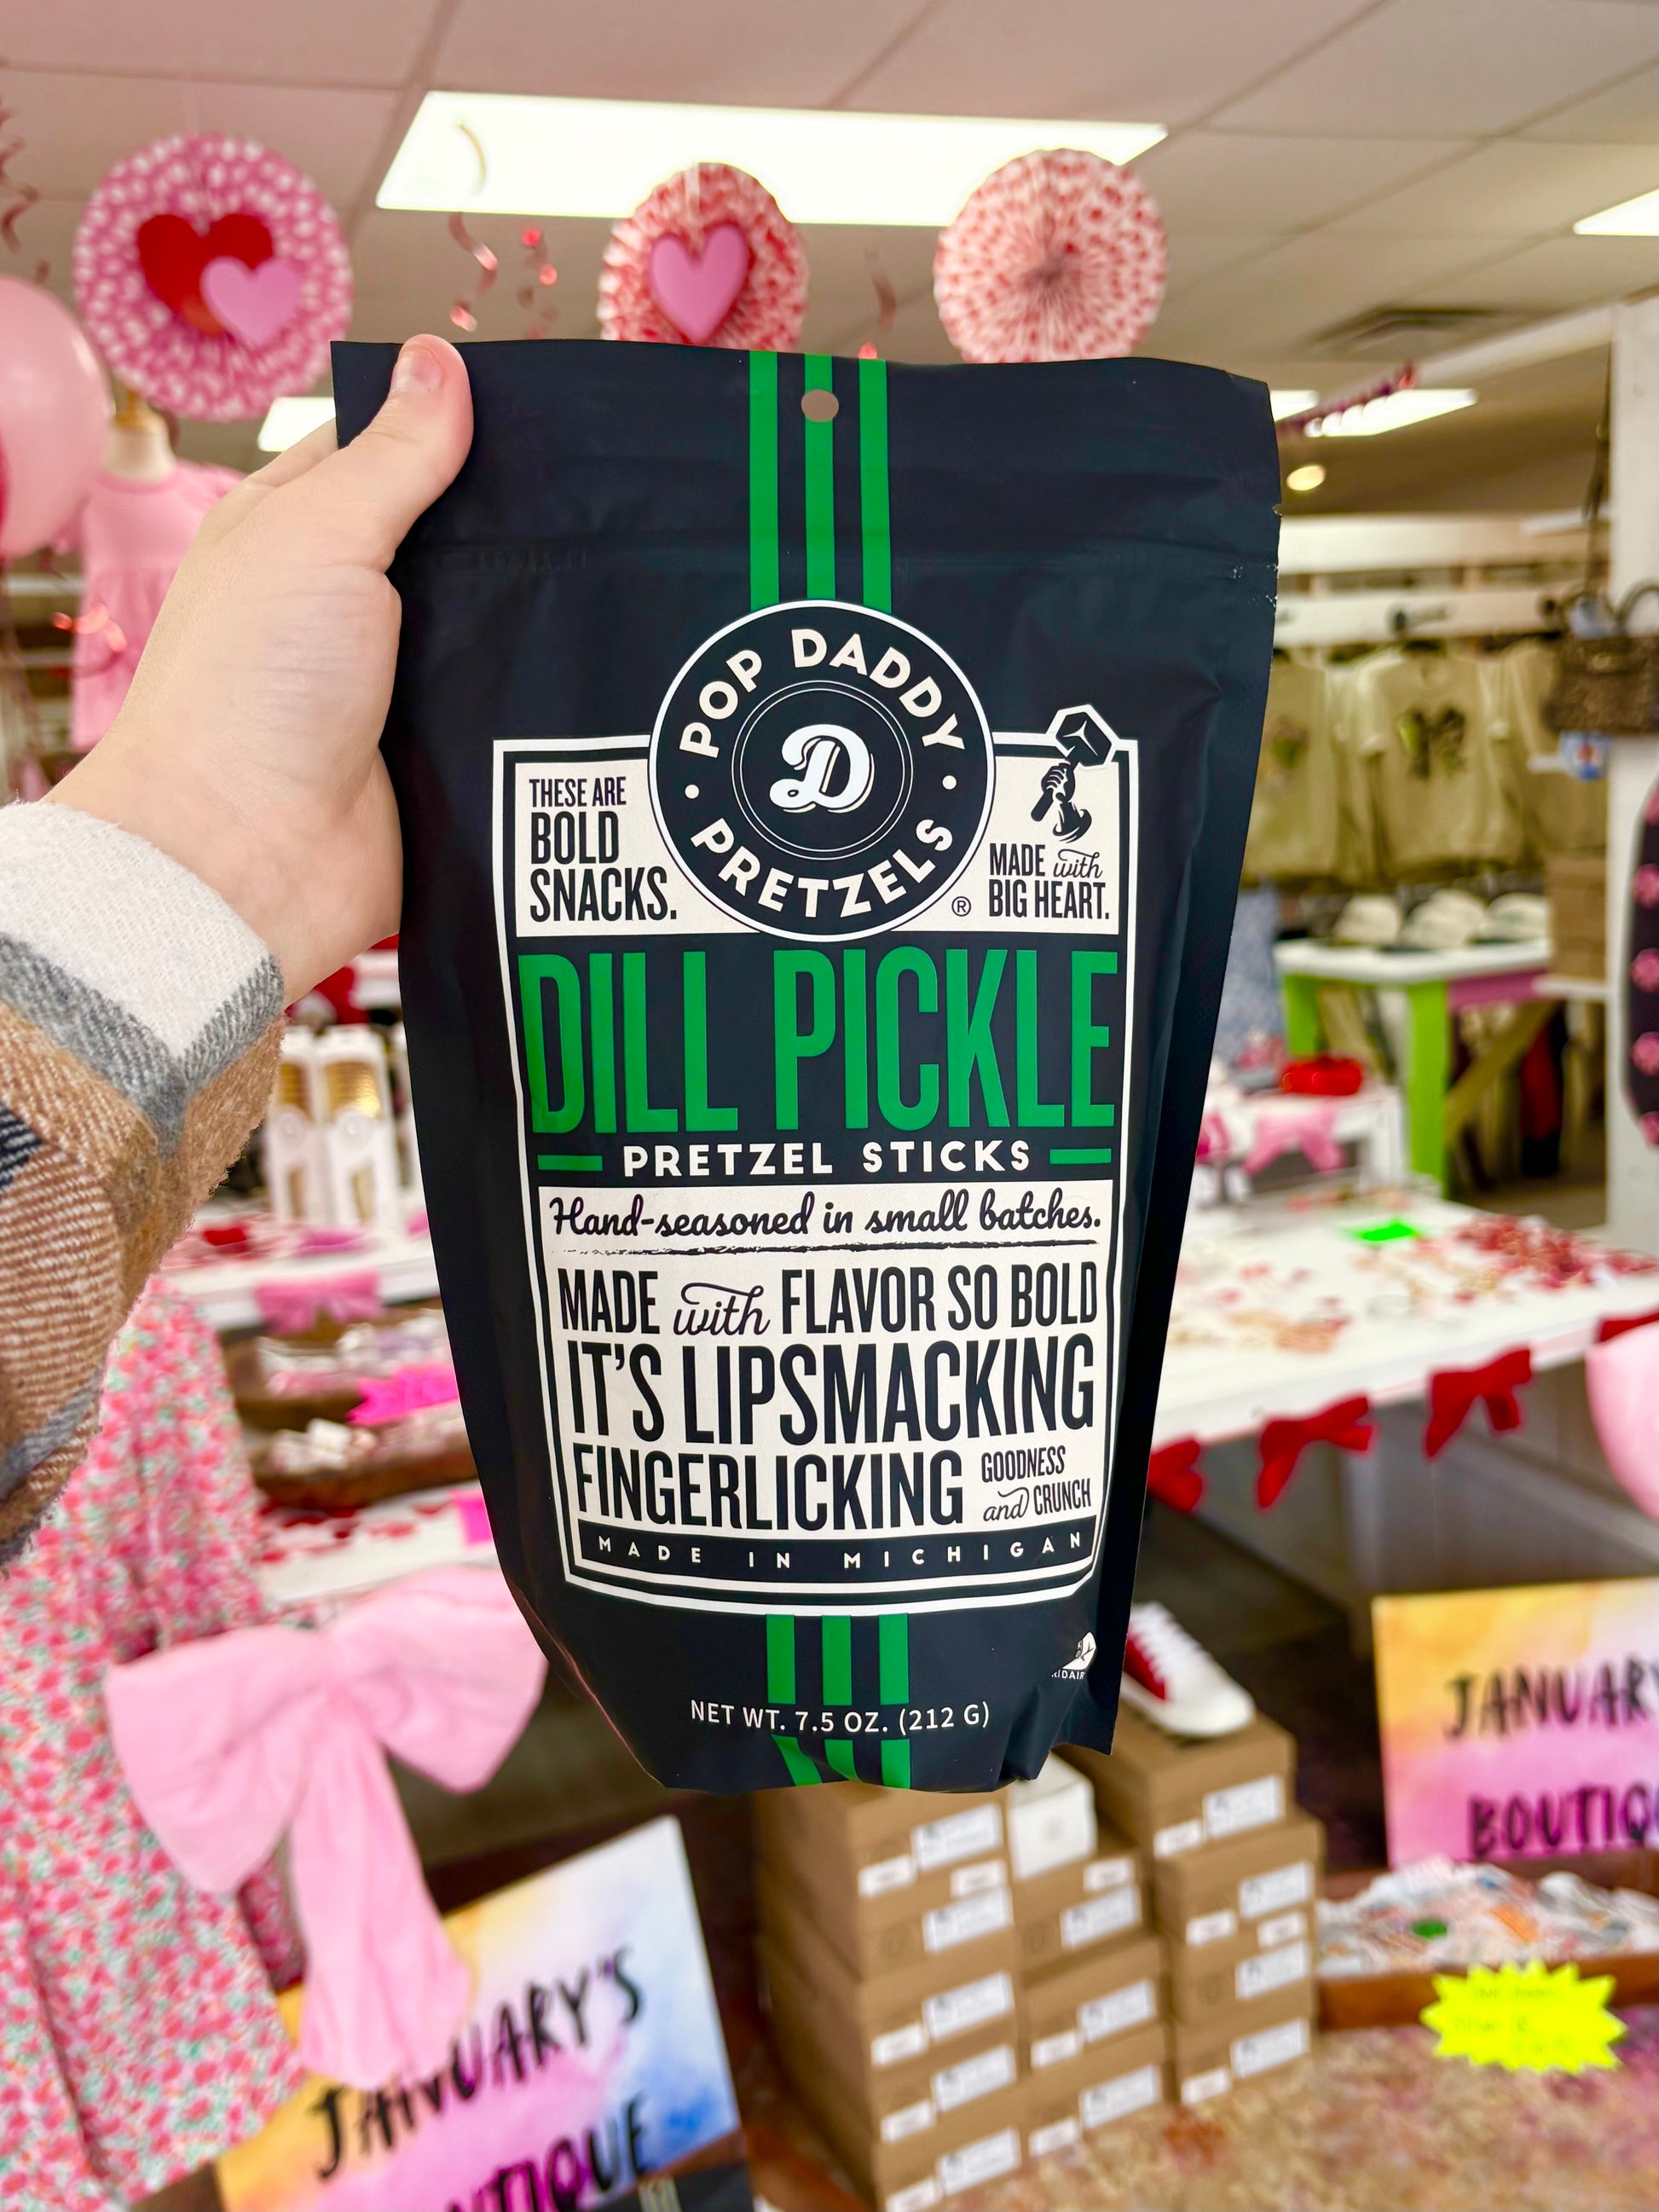 POP DADDY
D
PRETZELS
®
THESE ARE
BOLD
SNACKS.
MADE with
BIG HEART.
DILL PICKLE
PRETZEL STICKS
Hand-seasoned in small batches.
MADE with FLAVOR SO BOLD
IT'S LIPSMACKING
FINGERLICKING
GOODNESS
and CRUNCH
MADE IN MICHIGAN
NET WT. 7.5 OZ. (212 G)
JANUARY'S